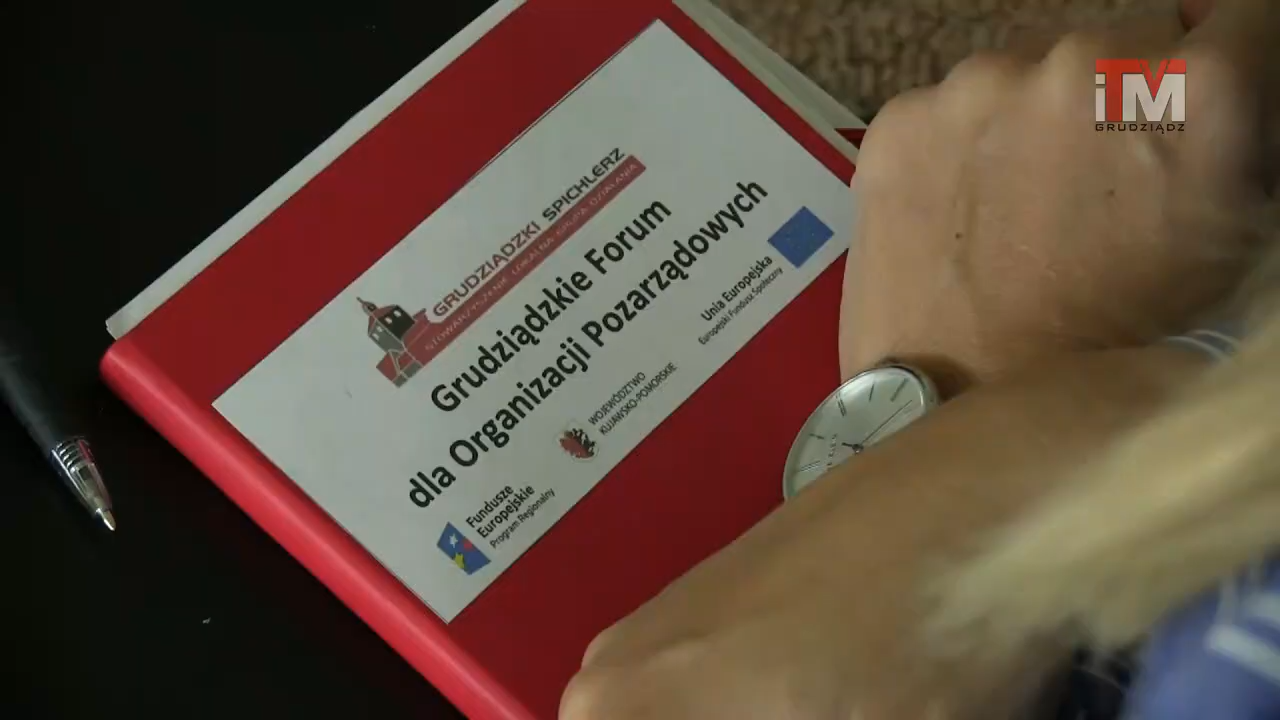 iTVM
GRUDZIĄDZ
GRUDZIĄDZKI SPICHLERZ
STOWARZYSZENIE LOKALNA GRUPA DZIAŁANIA
Grudziądzkie Forum
dla Organizacji Pozarządowych
Fundusze
Europejskie
Program Regionalny
WOJEWÓDZTWO
KUJAWSKO-POMORSKIE
Unia Europejska
Europejski Fundusz Społeczny